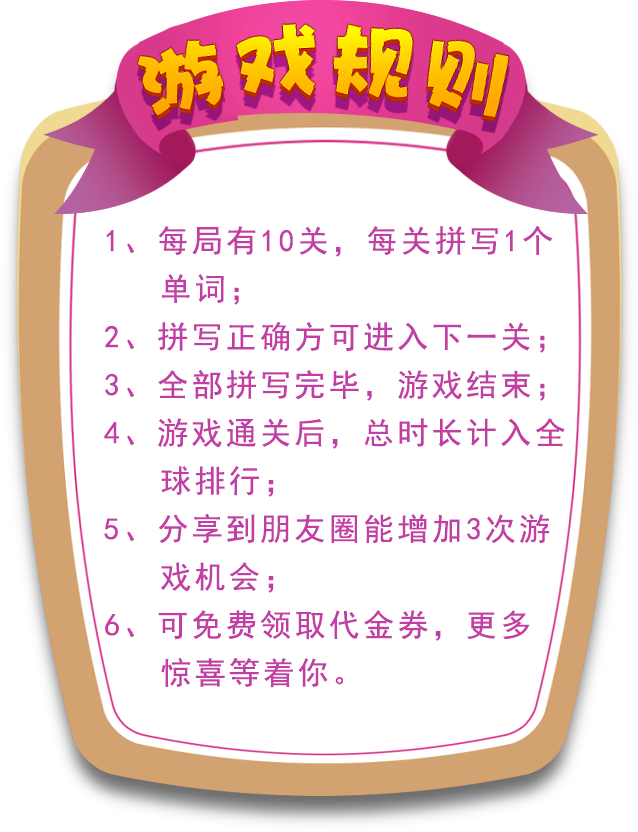 游戏规则
1、每局有10关，每关拼写1个
单词；
2、拼写正确方可进入下一关；
3、全部拼写完毕，游戏结束；
4、游戏通关后，总时长计入全
球排行；
5、分享到朋友圈能增加3次游
戏机会；
6、可免费领取代金券，更多
惊喜等着你。